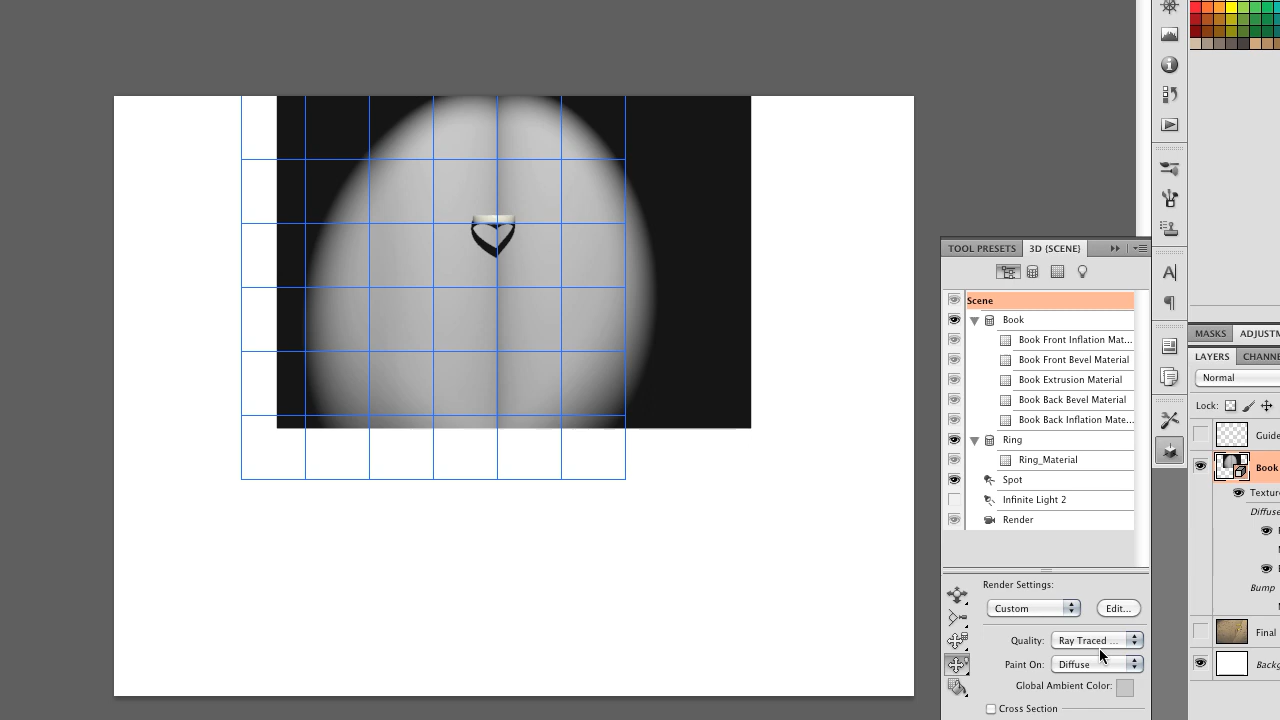 TOOL PRESETS
3D (SCENE)
Scene
Book
Book Front Inflation Mat...
Book Front Bevel Material
Book Extrusion Material
Book Back Bevel Material
Book Back Inflation Mate...
Ring
Ring_Material
Spot
Infinite Light 2
Render
Render Settings:
Custom
Edit...
Quality:
Ray Traced ...
Paint On:
Diffuse
Global Ambient Color:
Cross Section
MASKS
ADJUSTM
LAYERS
CHANNE
Normal
Lock:
Guide
Book
Texture
Diffuse
Bump
Final
Backg